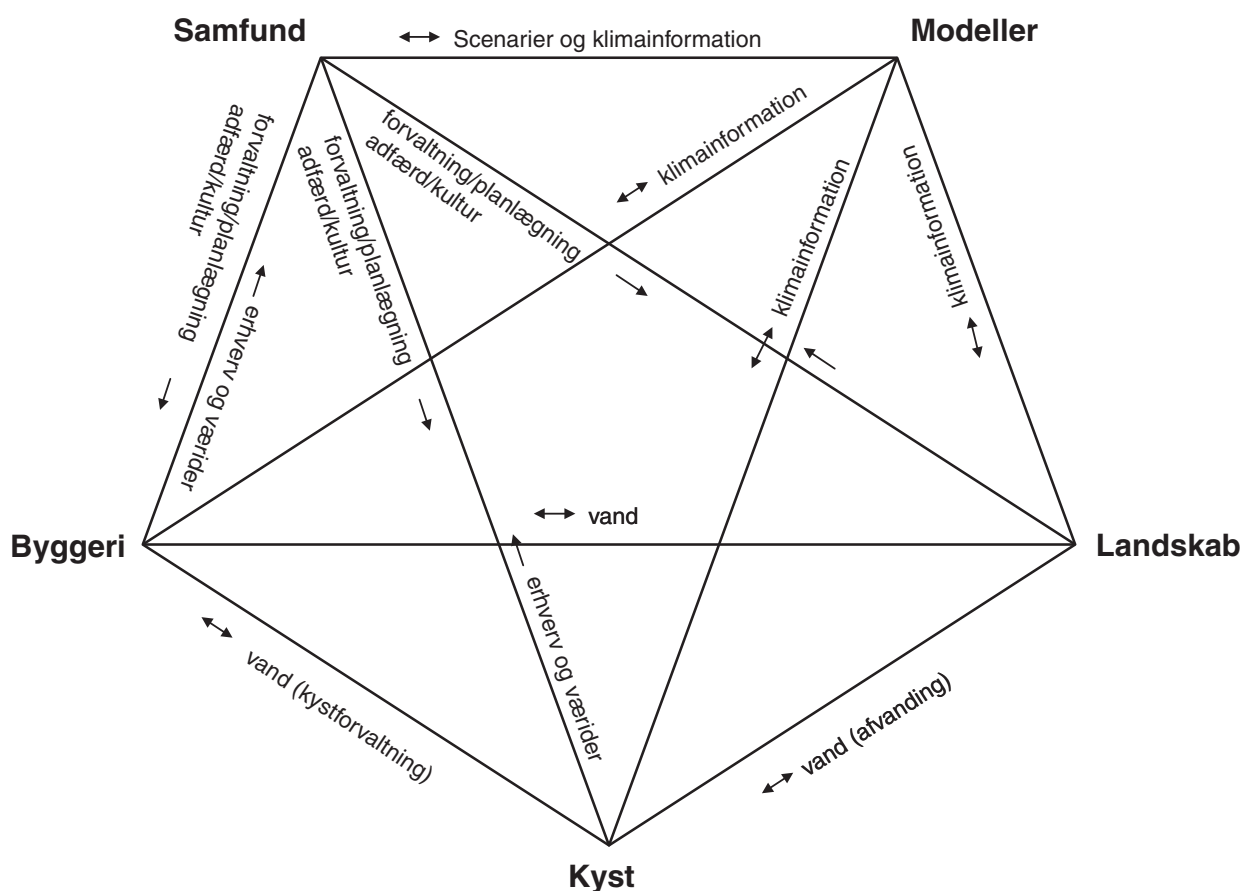 Samfund
Modeller
Scenarier og klimainformation
forvaltning/planlægning
adfærd/kultur
erhverv og værider
forvaltning/planlægning
adfærd/kultur
forvaltning/planlægning
adfærd/kultur
klimainformation
klimainformation
klimainformation
Byggeri
vand
Landskab
erhverv og værider
vand (kystforvaltning)
vand (afvanding)
Kyst